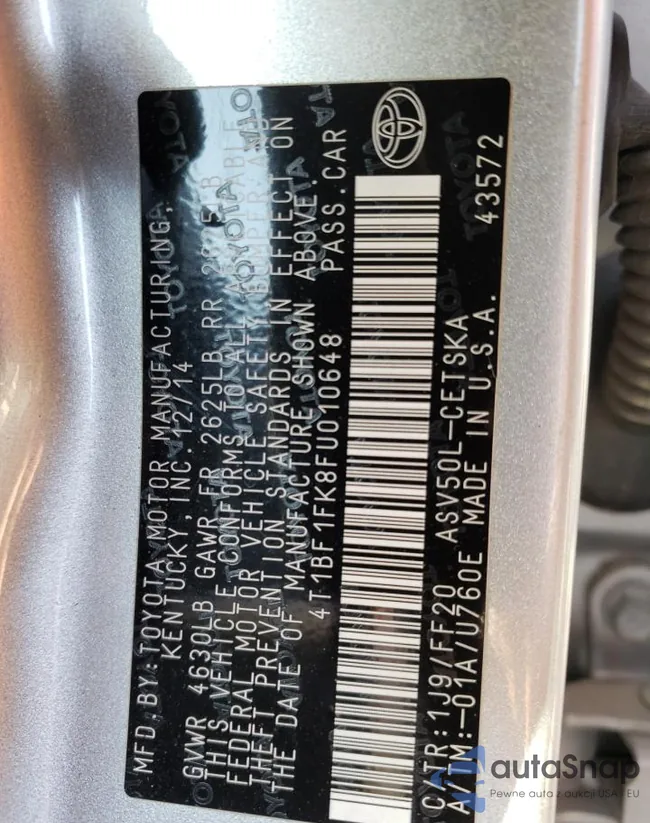 MFD. BY: TOYOTA MOTOR MANUFACTURING,
KENTUCKY, INC. 12/14
GVWR 4630LB GAWR FR 2625LB RR
THIS VEHICLE CONFORMS TO ALL APPLICABLE
FEDERAL MOTOR VEHICLE SAFETY BUMPER, AND
THEFT PREVENTION STANDARDS IN EFFECT ON
THE DATE OF MANUFACTURE SHOWN ABOVE.
4T1BF1FK8FU010648 PASS.CAR
C/TR:1J9/FF20 ASV50L-CETSKA
A/TM:-01A/U760E MADE IN U.S.A.
43572
TOYOTA
autoSnap
Pewne auta z aukcji USA i EU